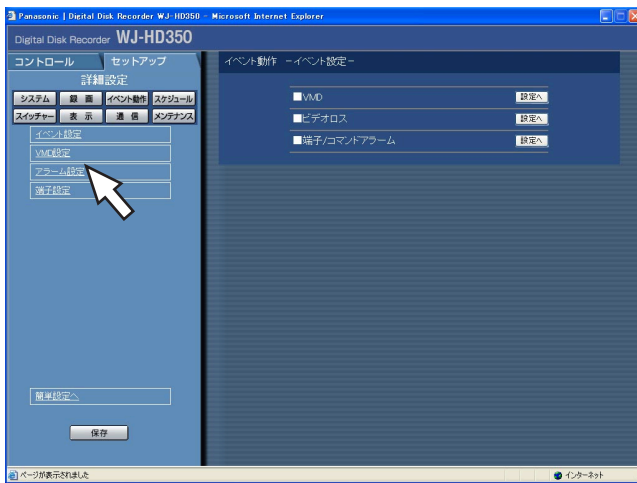 Panasonic | Digital Disk Recorder WJ-HD350 - Microsoft Internet Explorer
Digital Disk Recorder WJ-HD350
コントロール セットアップ
詳細設定
システム 録画 イベント動作 スケジュール
スイッチャー 表示 通信 メンテナンス
イベント設定
VMD設定
アラーム設定
端子設定
簡単設定へ
保存
イベント動作 -イベント設定-
■VMD 設定へ
■ビデオロス 設定へ
■端子/コマンドアラーム 設定へ
ページが表示されました インターネット